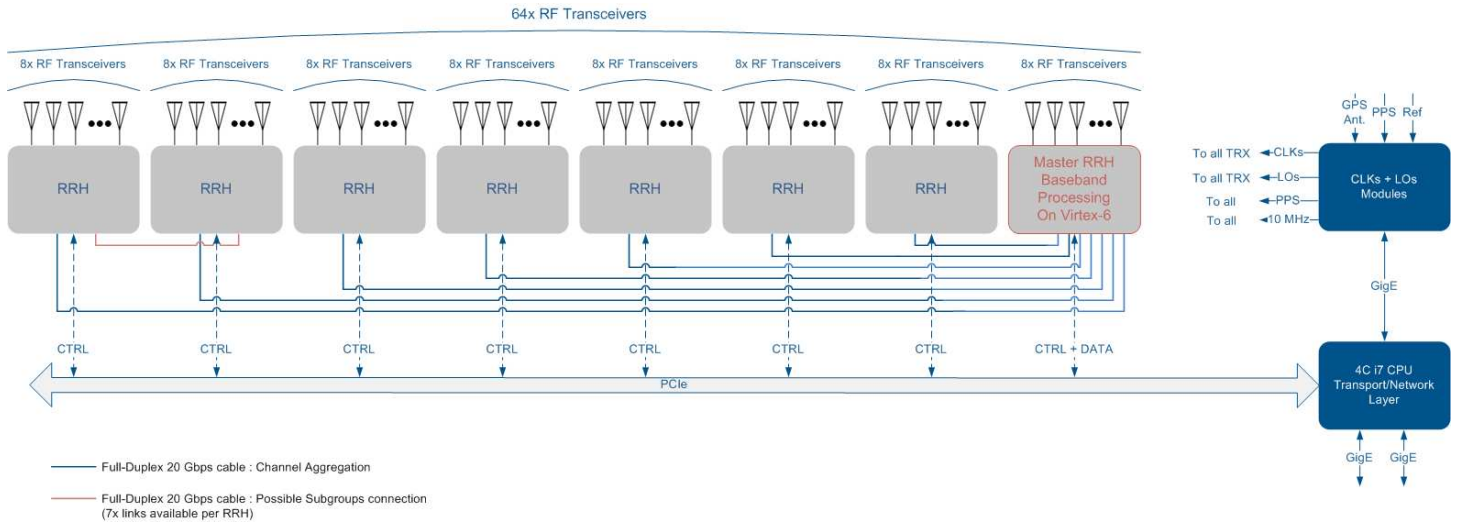 64x RF Transceivers
8x RF Transceivers
8x RF Transceivers
8x RF Transceivers
8x RF Transceivers
8x RF Transceivers
8x RF Transceivers
8x RF Transceivers
8x RF Transceivers
GPS
Ant.
PPS
Ref
RRH
RRH
RRH
RRH
RRH
RRH
RRH
Master RRH
Baseband
Processing
On Virtex-6
To all TRX
CLKs
To all TRX
LOs
To all
PPS
To all
10 MHz
CLKs + LOs
Modules
GigE
CTRL
CTRL
CTRL
CTRL
CTRL
CTRL
CTRL
CTRL + DATA
PCIe
4C i7 CPU
Transport/Network
Layer
GigE
GigE
Full-Duplex 20 Gbps cable : Channel Aggregation
Full-Duplex 20 Gbps cable : Possible Subgroups connection
(7x links available per RRH)